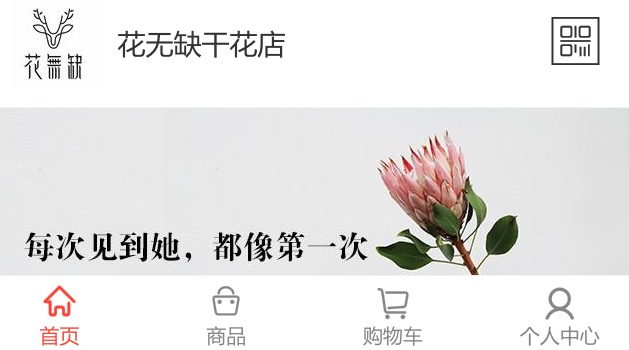 花無缺
花无缺干花店
每次见到她，都像第一次
首页
商品
购物车
个人中心